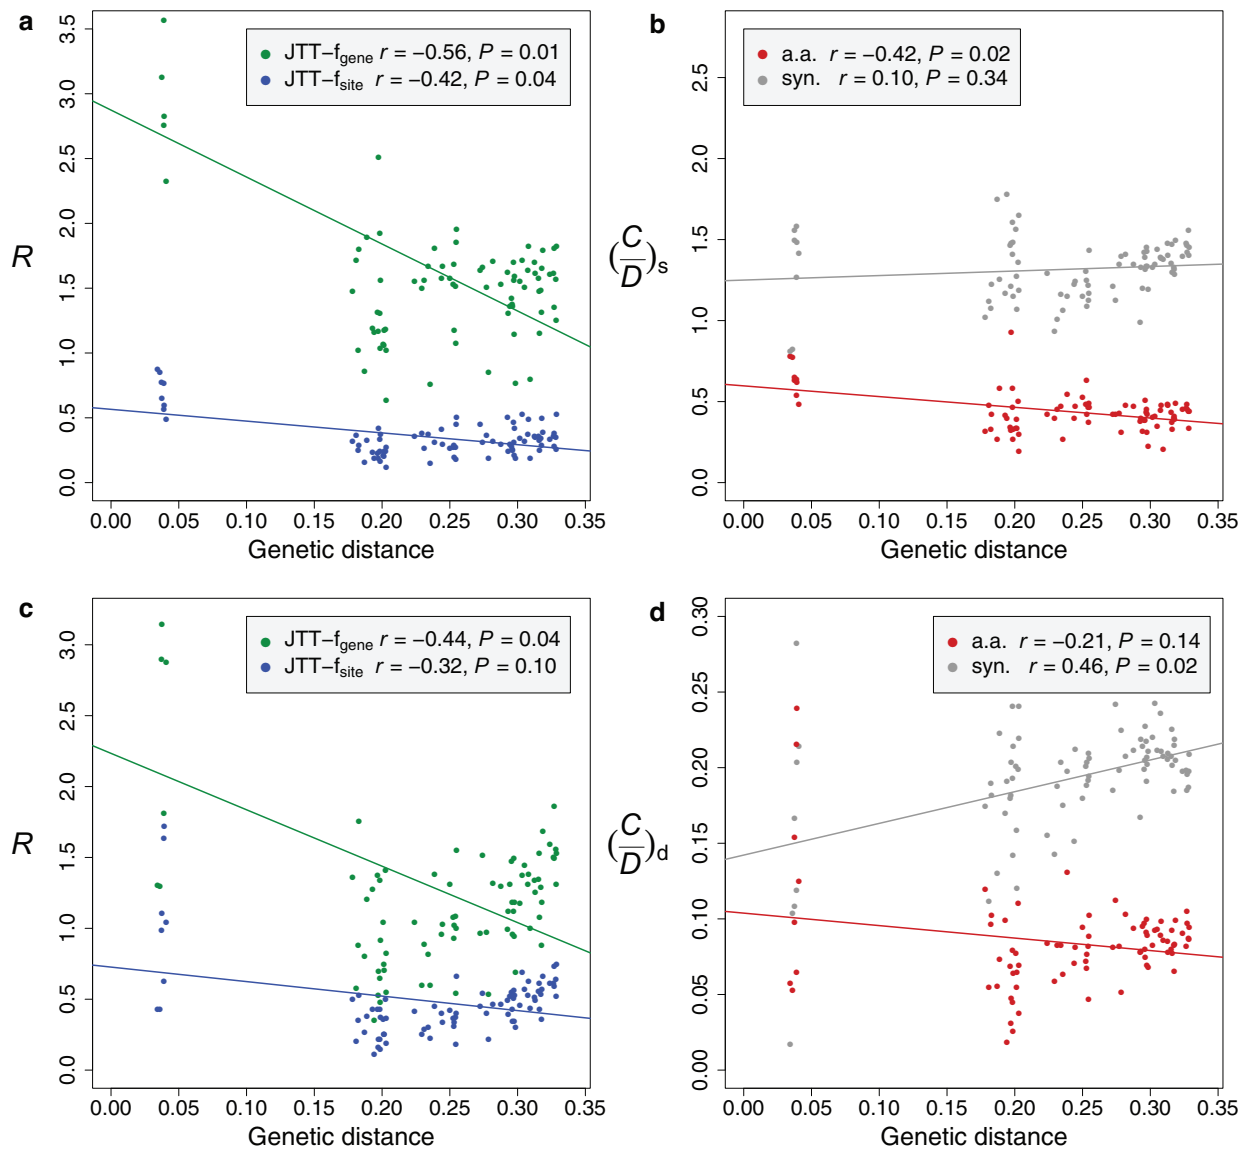 a
JTT−fgene r = −0.56, P = 0.01
JTT−fsite r = −0.42, P = 0.04
R
3.5
3.0
2.5
2.0
1.5
1.0
0.5
0.0
0.00 0.05 0.10 0.15 0.20 0.25 0.30 0.35
Genetic distance
b
a.a. r = −0.42, P = 0.02
syn. r = 0.10, P = 0.34
(C/D)s
2.5
2.0
1.5
1.0
0.5
0.0
0.00 0.05 0.10 0.15 0.20 0.25 0.30 0.35
Genetic distance
c
JTT−fgene r = −0.44, P = 0.04
JTT−fsite r = −0.32, P = 0.10
R
3.0
2.5
2.0
1.5
1.0
0.5
0.0
0.00 0.05 0.10 0.15 0.20 0.25 0.30 0.35
Genetic distance
d
a.a. r = −0.21, P = 0.14
syn. r = 0.46, P = 0.02
(C/D)d
0.30
0.25
0.20
0.15
0.10
0.05
0.00
0.00 0.05 0.10 0.15 0.20 0.25 0.30 0.35
Genetic distance